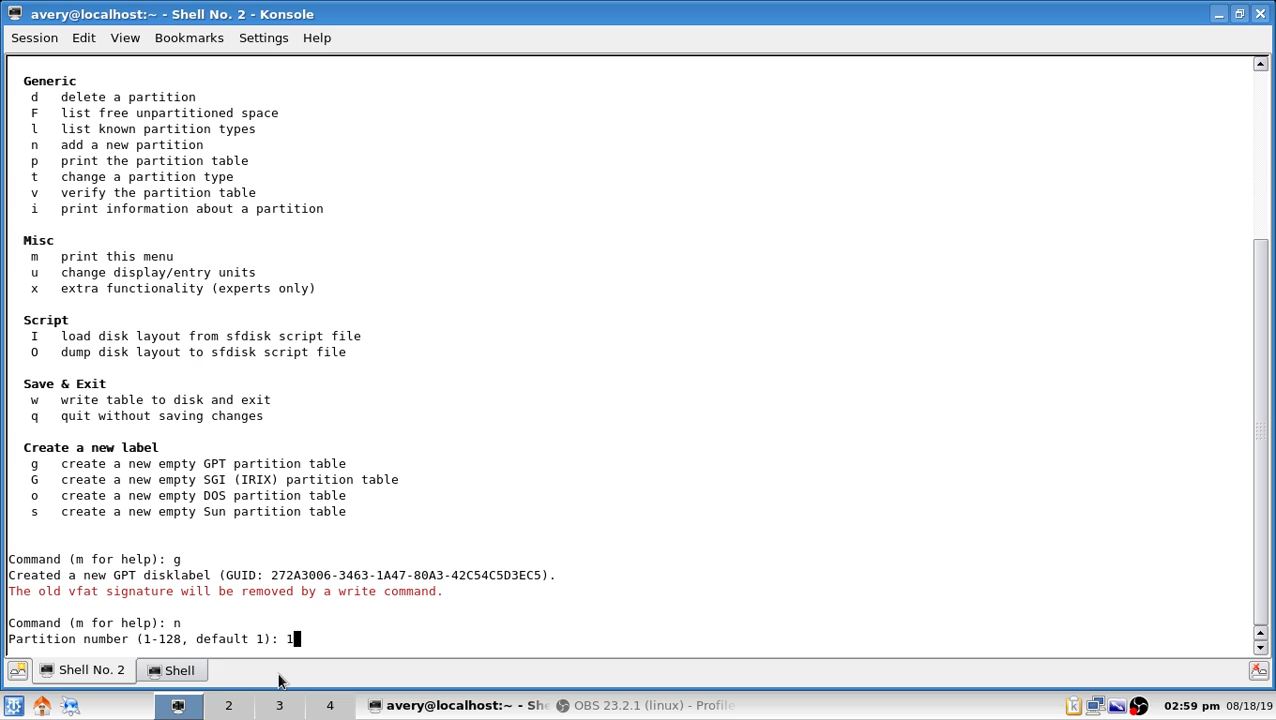 avery@localhost:~ - Shell No. 2 - Konsole
Session Edit View Bookmarks Settings Help
Generic
d delete a partition
F list free unpartitioned space
l list known partition types
n add a new partition
p print the partition table
t change a partition type
v verify the partition table
i print information about a partition
Misc
m print this menu
u change display/entry units
x extra functionality (experts only)
Script
I load disk layout from sfdisk script file
O dump disk layout to sfdisk script file
Save & Exit
w write table to disk and exit
q quit without saving changes
Create a new label
g create a new empty GPT partition table
G create a new empty SGI (IRIX) partition table
o create a new empty DOS partition table
s create a new empty Sun partition table
Command (m for help): g
Created a new GPT disklabel (GUID: 272A3006-3463-1A47-80A3-42C54C5D3EC5).
The old vfat signature will be removed by a write command.
Command (m for help): n
Partition number (1-128, default 1): 1
Shell No. 2 Shell
2 3 4 avery@localhost:~ - She OBS 23.2.1 (linux) - Profile 02:59 pm 08/18/19